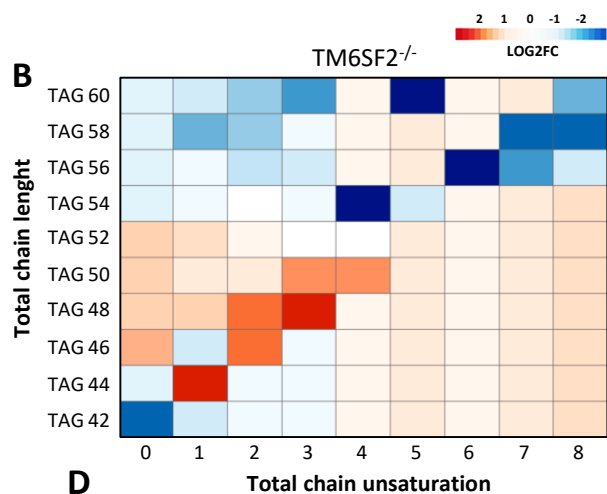 2 1 0 -1 -2
LOG2FC
TM6SF2-/-
B
TAG 60
TAG 58
TAG 56
TAG 54
TAG 52
TAG 50
TAG 48
TAG 46
TAG 44
TAG 42
Total chain lenght
0 1 2 3 4 5 6 7 8
D Total chain unsaturation